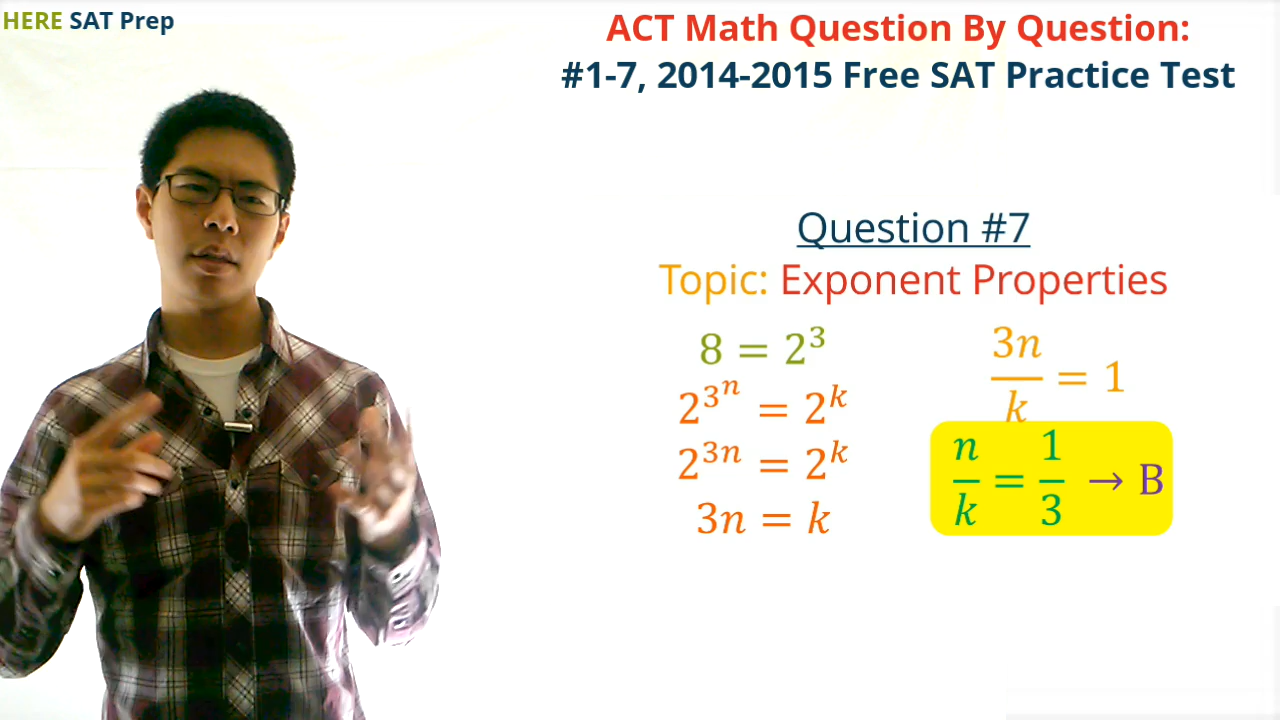 HERE SAT Prep
ACT Math Question By Question:
#1-7, 2014-2015 Free SAT Practice Test
Question #7
Topic: Exponent Properties
8 = 2³
2^{3^n} = 2^k
2^{3n} = 2^k
3n = k
3n/k = 1
n/k = 1/3 → B